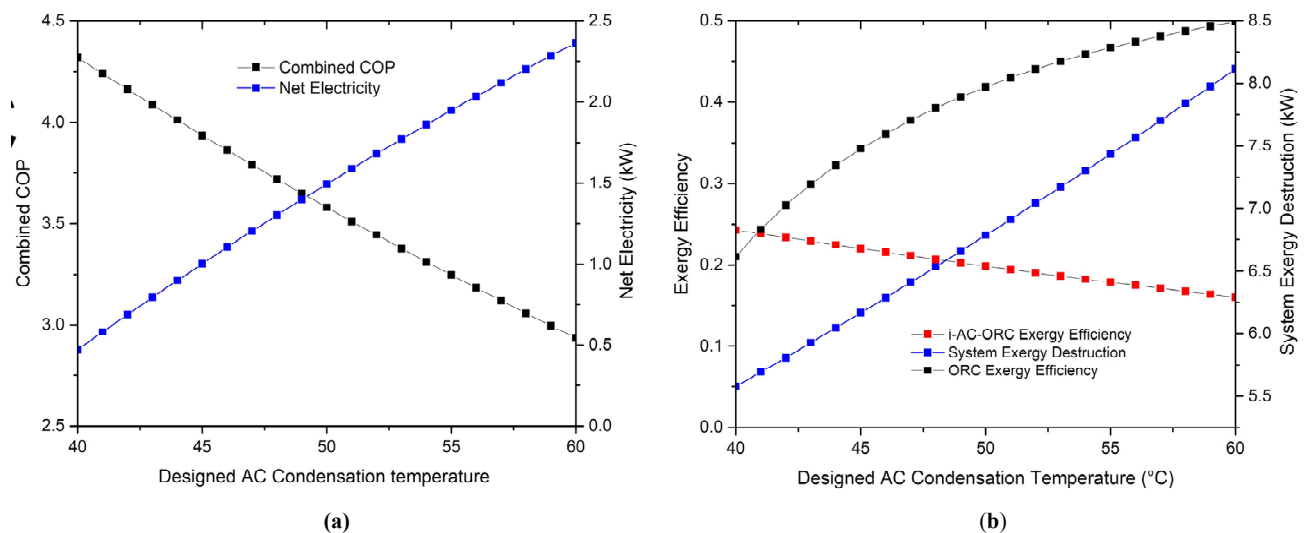 4.5
4.0
3.5
3.0
2.5
Combined COP
2.5
2.0
1.5
1.0
0.5
0.0
Net Electricity (kW)
Combined COP
Net Electricity
40
45
50
55
60
Designed AC Condensation temperature
(a)
0.5
0.4
0.3
0.2
0.1
0.0
Exergy Efficiency
8.5
8.0
7.5
7.0
6.5
6.0
5.5
System Exergy Destruction (kW)
i-AC-ORC Exergy Efficiency
System Exergy Destruction
ORC Exergy Efficiency
40
45
50
55
60
Designed AC Condensation Temperature (°C)
(b)